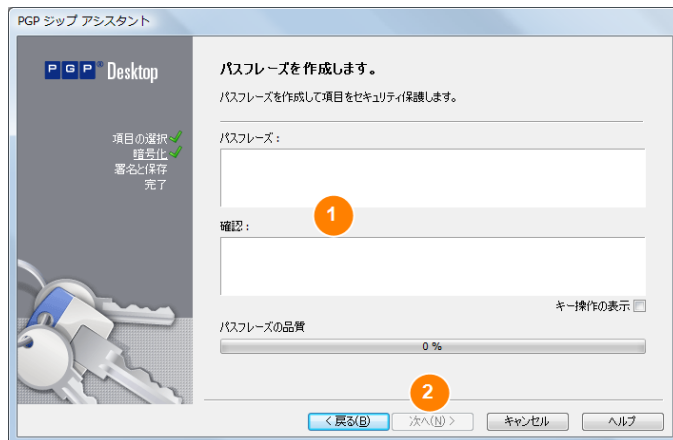 PGP ジップ アシスタント
PGP® Desktop
項目の選択
暗号化
署名と保存
完了
パスフレーズを作成します。
パスフレーズを作成して項目をセキュリティ保護します。
パスフレーズ:
1
確認:
キー操作の表示
パスフレーズの品質
0 %
2
< 戻る(B)
次へ(N) >
キャンセル
ヘルプ